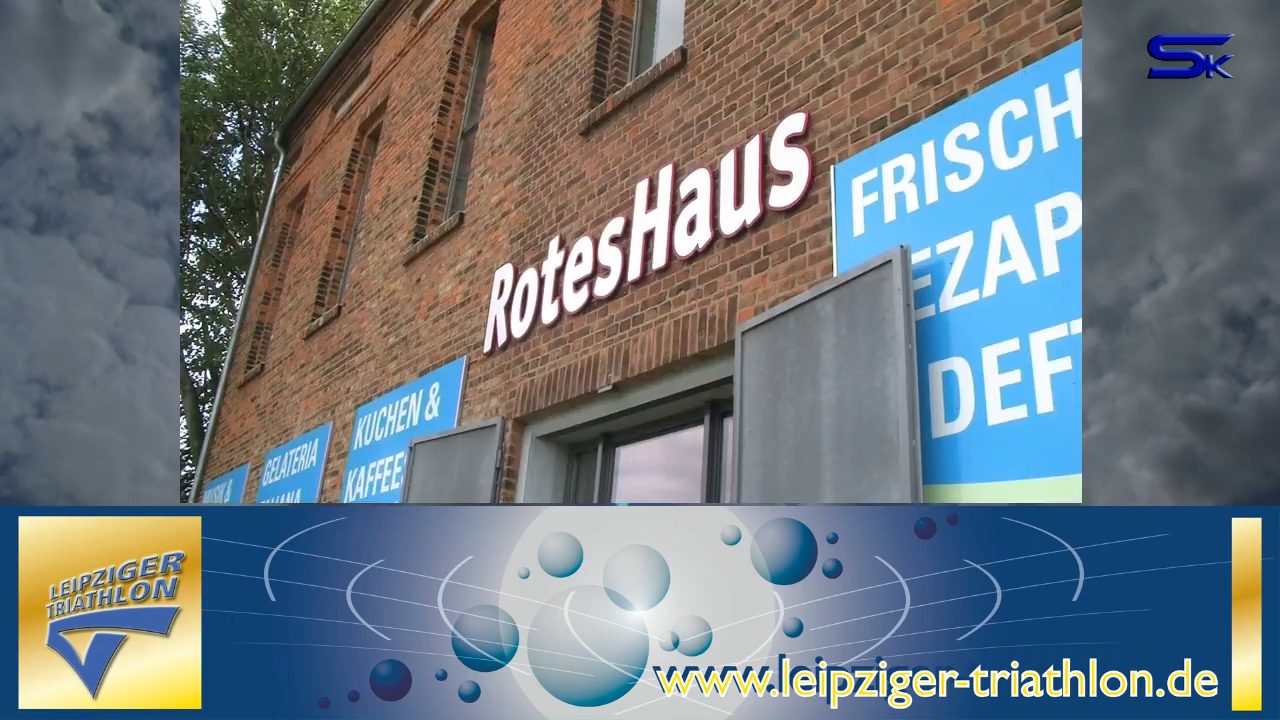 SK
RotesHaus
FRISCH
EZAP
DEFT
KUCHEN &
KAFFEE
GELATERIA
LEIPZIGER
TRIATHLON
www.leipziger-triathlon.de